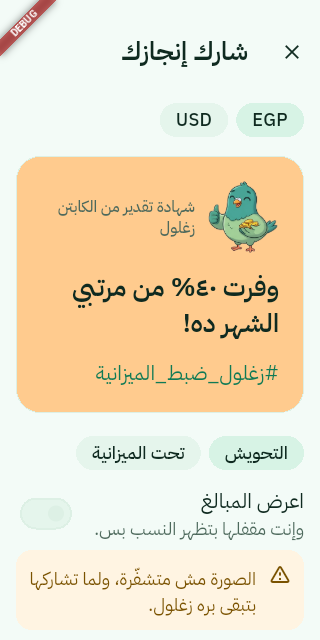 DEBUG
شارك إنجازك
EGP
USD
شهادة تقدير من الكابتن
زغلول
وفرت ٤٠% من مرتبي
الشهر ده!
#زغلول_ضبط_الميزانية
التحويش
تحت الميزانية
اعرض المبالغ
وإنت مقفلها بتظهر النسب بس.
الصورة مش متشفّرة، ولما تشاركها
بتبقى بره زغلول.